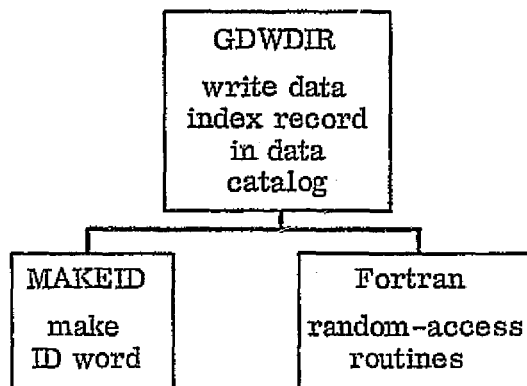 GDWDIR
write data
index record
in data
catalog
MAKEID
make
ID word
Fortran
random-access
routines